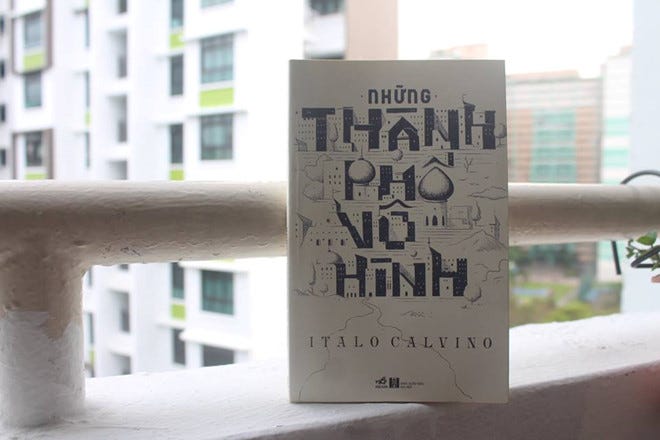 NHỮNG
THÀNH
PHỐ
VÔ
HÌNH
ITALO CALVINO